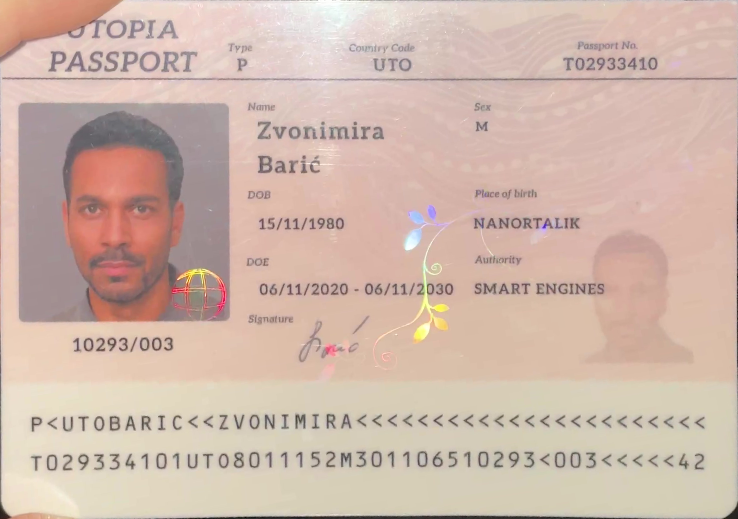 UTOPIA
PASSPORT
Type
P
Country Code
UTO
Passport No.
T02933410
Name
Zvonimira
Barić
Sex
M
DOB
15/11/1980
Place of birth
NANORTALIK
DOE
06/11/2020 - 06/11/2030
Authority
SMART ENGINES
Signature
10293/003
P<UTOBARIC<<ZVONIMIRA<<<<<<<<<<<<<<<<<<<<<<<
T029334101UTO8011152M301106510293<003<<<<<42